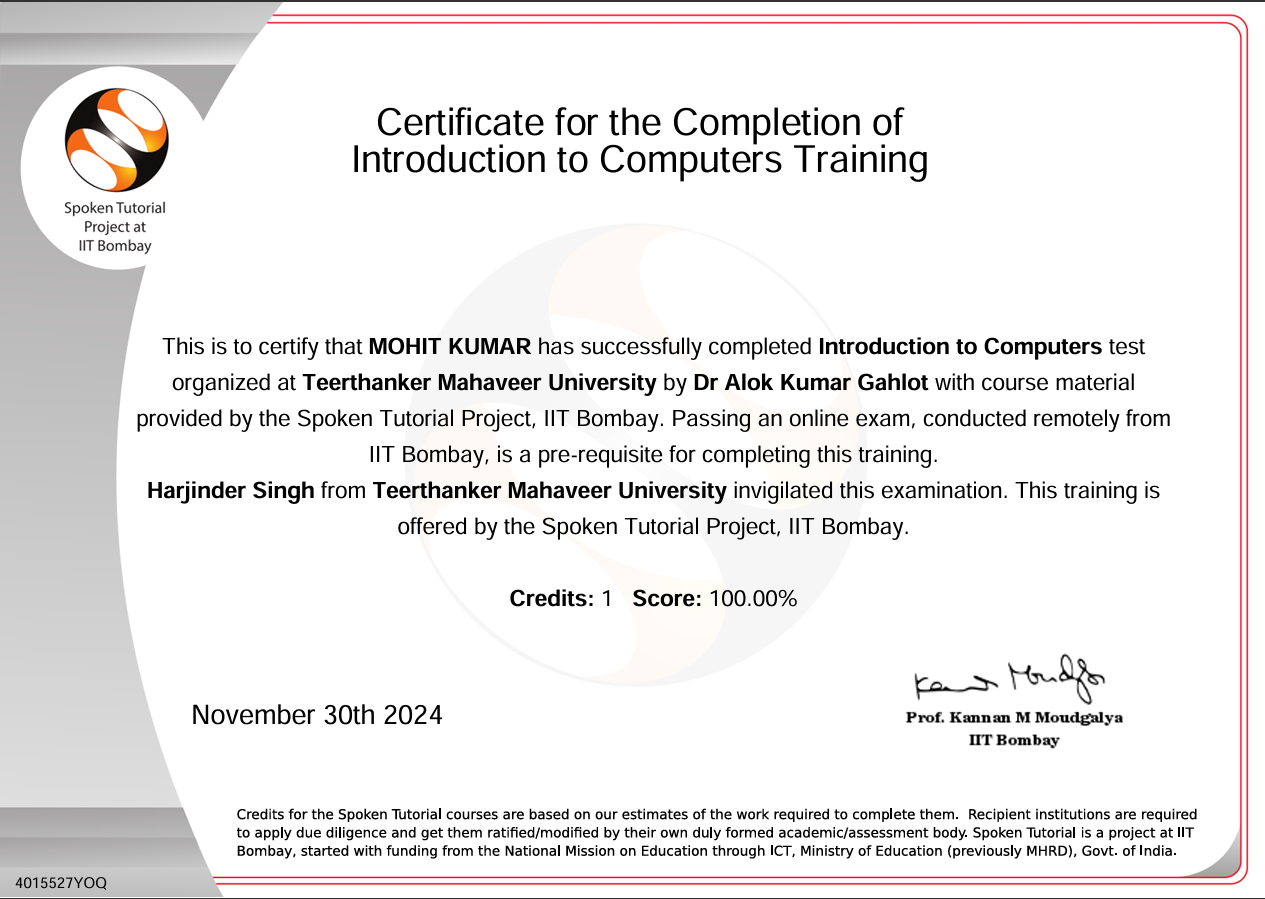 Spoken Tutorial
Project at
IIT Bombay
Certificate for the Completion of
Introduction to Computers Training
This is to certify that MOHIT KUMAR has successfully completed Introduction to Computers test
organized at Teerthanker Mahaveer University by Dr Alok Kumar Gahlot with course material
provided by the Spoken Tutorial Project, IIT Bombay. Passing an online exam, conducted remotely from
IIT Bombay, is a pre-requisite for completing this training.
Harjinder Singh from Teerthanker Mahaveer University invigilated this examination. This training is
offered by the Spoken Tutorial Project, IIT Bombay.
Credits: 1 Score: 100.00%
November 30th 2024
Prof. Kannan M Moudgalya
IIT Bombay
Credits for the Spoken Tutorial courses are based on our estimates of the work required to complete them. Recipient institutions are required
to apply due diligence and get them ratified/modified by their own duly formed academic/assessment body. Spoken Tutorial is a project at IIT
Bombay, started with funding from the National Mission on Education through ICT, Ministry of Education (previously MHRD), Govt. of India.
4015527YOQ